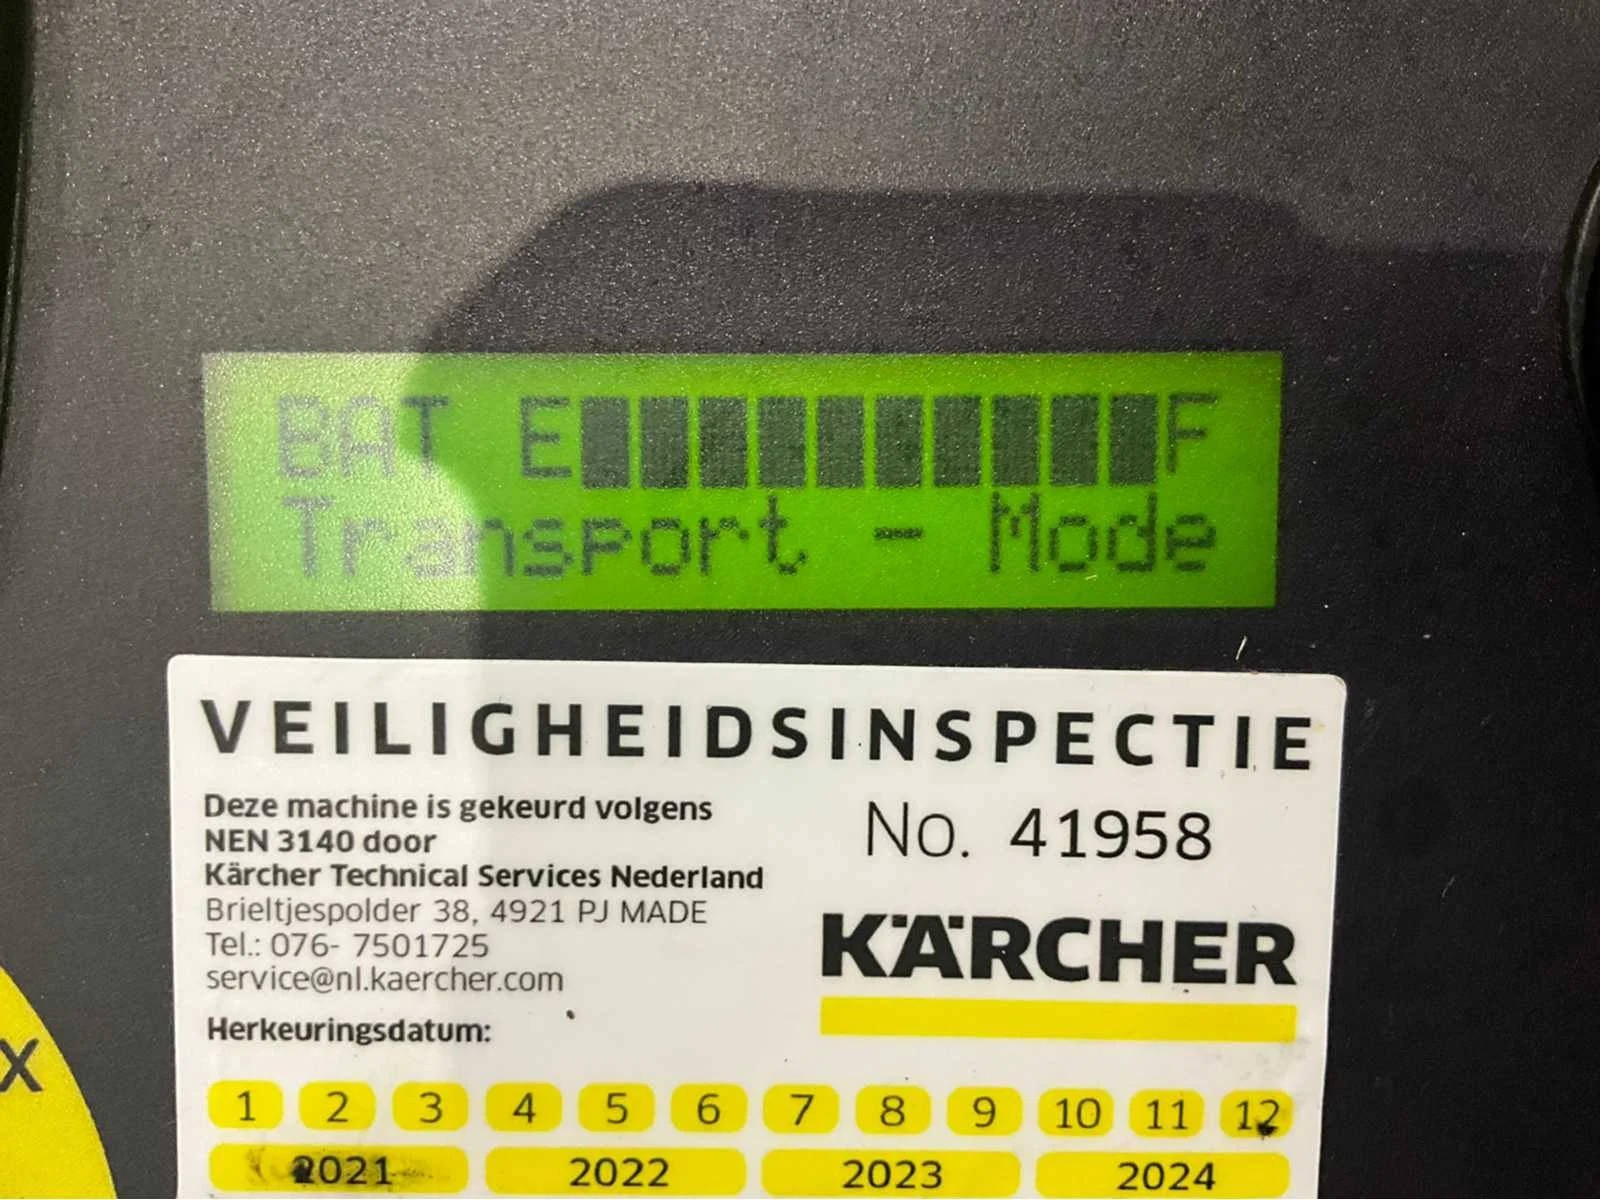 BAT E██████████F
Transport - Mode
VEILIGHEIDSINSPECTIE
Deze machine is gekeurd volgens
NEN 3140 door
Kärcher Technical Services Nederland
Brieltjespolder 38, 4921 PJ MADE
Tel.: 076- 7501725
service@nl.kaercher.com
No. 41958
KÄRCHER
Herkeuringsdatum:
1 2 3 4 5 6 7 8 9 10 11 12
2021 2022 2023 2024
x